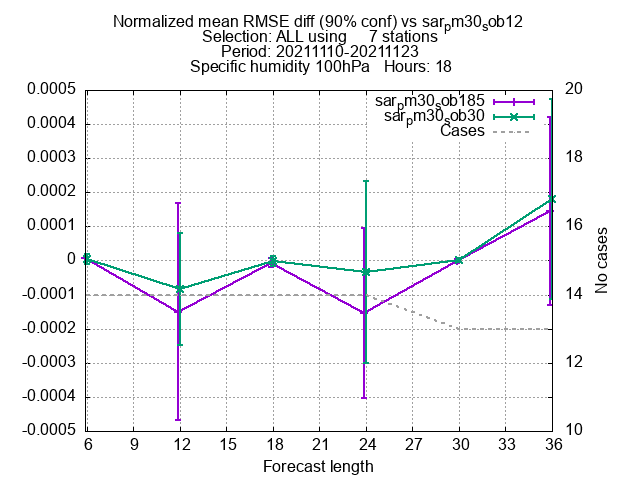 Normalized mean RMSE diff (90% conf) vs sarpm30sob12
Selection: ALL using 7 stations
Period: 20211110-20211123
Specific humidity 100hPa Hours: 18
sarpm30sob185
sarpm30sob30
Cases
0.0005
0.0004
0.0003
0.0002
0.0001
0
-0.0001
-0.0002
-0.0003
-0.0004
-0.0005
20
18
16
14
12
10
No cases
6 9 12 15 18 21 24 27 30 33 36
Forecast length